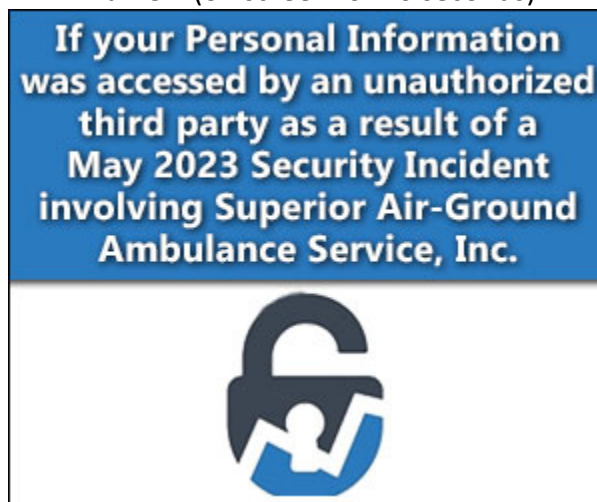 If your Personal Information
was accessed by an unauthorized
third party as a result of a
May 2023 Security Incident
involving Superior Air-Ground
Ambulance Service, Inc.